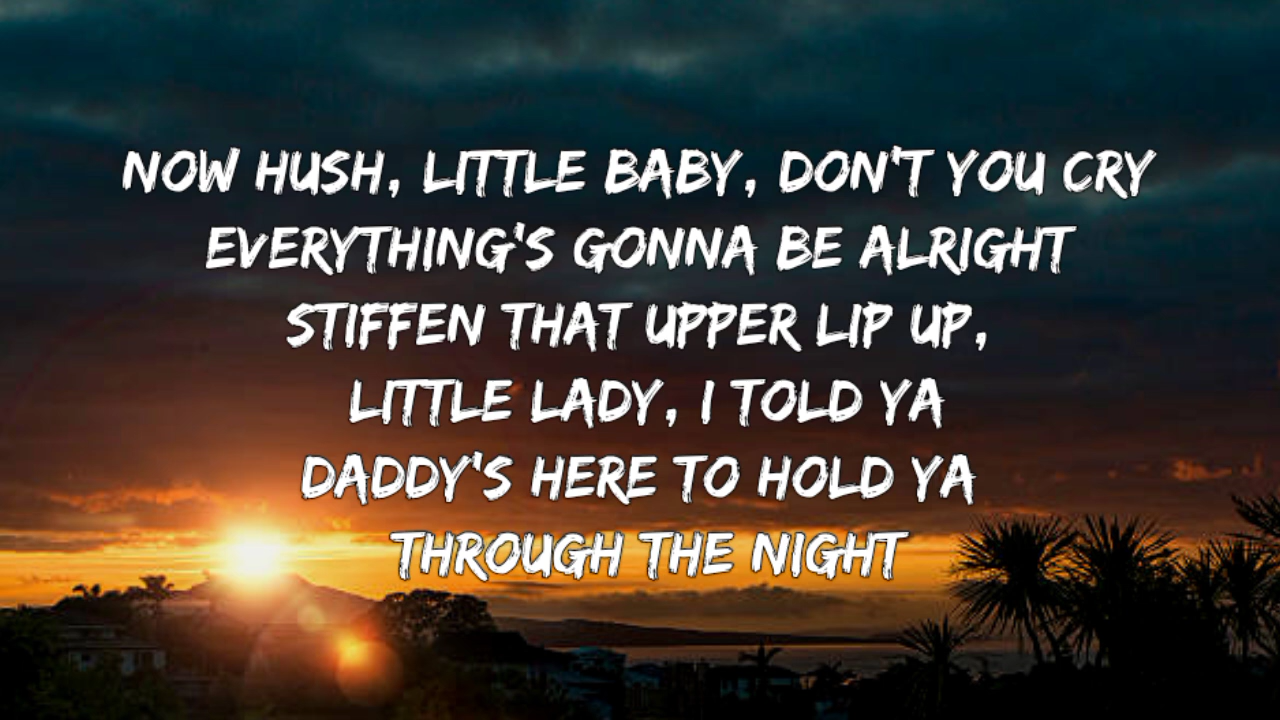 NOW HUSH, LITTLE BABY, DON'T YOU CRY
EVERYTHING'S GONNA BE ALRIGHT
STIFFEN THAT UPPER LIP UP,
LITTLE LADY, I TOLD YA
DADDY'S HERE TO HOLD YA
THROUGH THE NIGHT